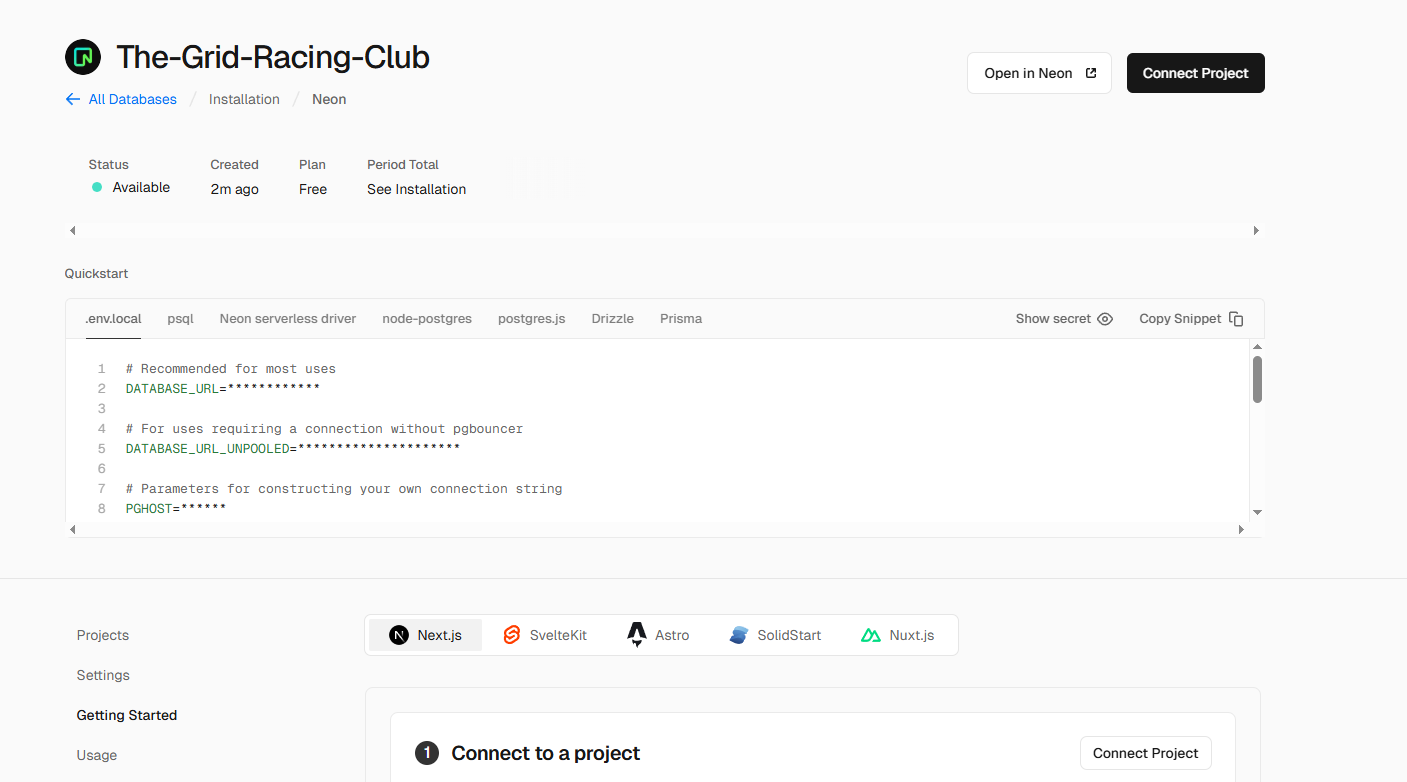 The-Grid-Racing-Club
Open in Neon
Connect Project
All Databases / Installation / Neon
Status Created Plan Period Total
Available 2m ago Free See Installation
Quickstart
.env.local psql Neon serverless driver node-postgres postgres.js Drizzle Prisma Show secret Copy Snippet
1 # Recommended for most uses
2 DATABASE_URL=************
3
4 # For uses requiring a connection without pgbouncer
5 DATABASE_URL_UNPOOLED=*********************
6
7 # Parameters for constructing your own connection string
8 PGHOST=******
Projects
Settings
Getting Started
Usage
Next.js SvelteKit Astro SolidStart Nuxt.js
1 Connect to a project Connect Project